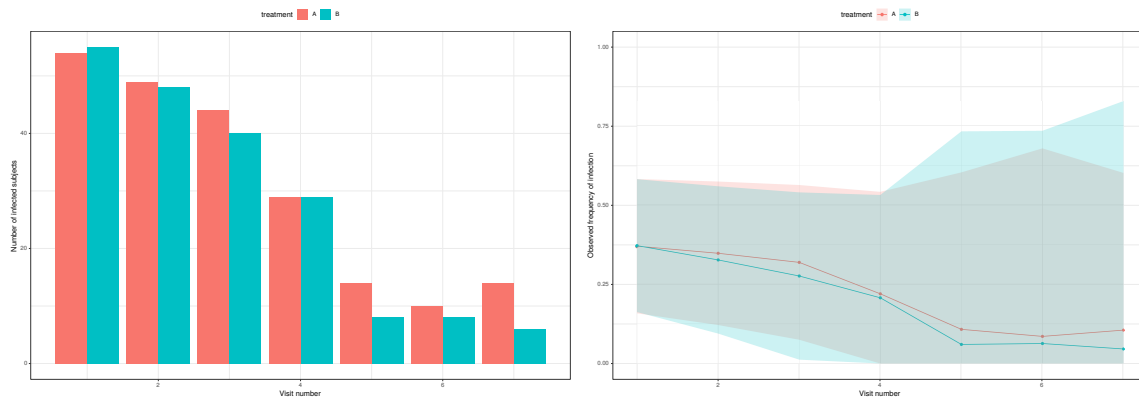 treatment A B
Number of infected subjects
40
20
0
2 4 6
Visit number
treatment A B
Observed frequency of infection
1.00
0.75
0.50
0.25
0.00
2 4 6
Visit number